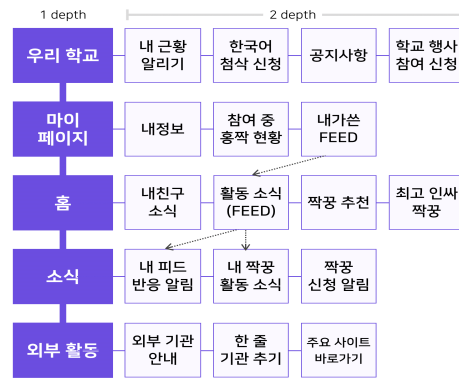 1 depth
2 depth
우리 학교
내 근황
알리기
한국어
첨삭 신청
공지사항
학교 행사
참여 신청
마이
페이지
내정보
참여 중
홍짝 현황
내가쓴
FEED
홈
내친구
소식
활동 소식
(FEED)
짝꿍 추천
최고 인싸
짝꿍
소식
내 피드
반응 알림
내 짝꿍
활동 소식
짝꿍
신청 알림
외부 활동
외부 기관
안내
한 줄
기관 추기
주요 사이트
바로가기